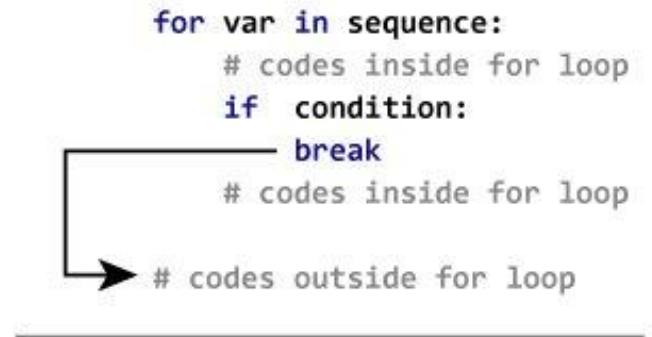 for var in sequence:
    # codes inside for loop
    if  condition:
        break
    # codes inside for loop
# codes outside for loop